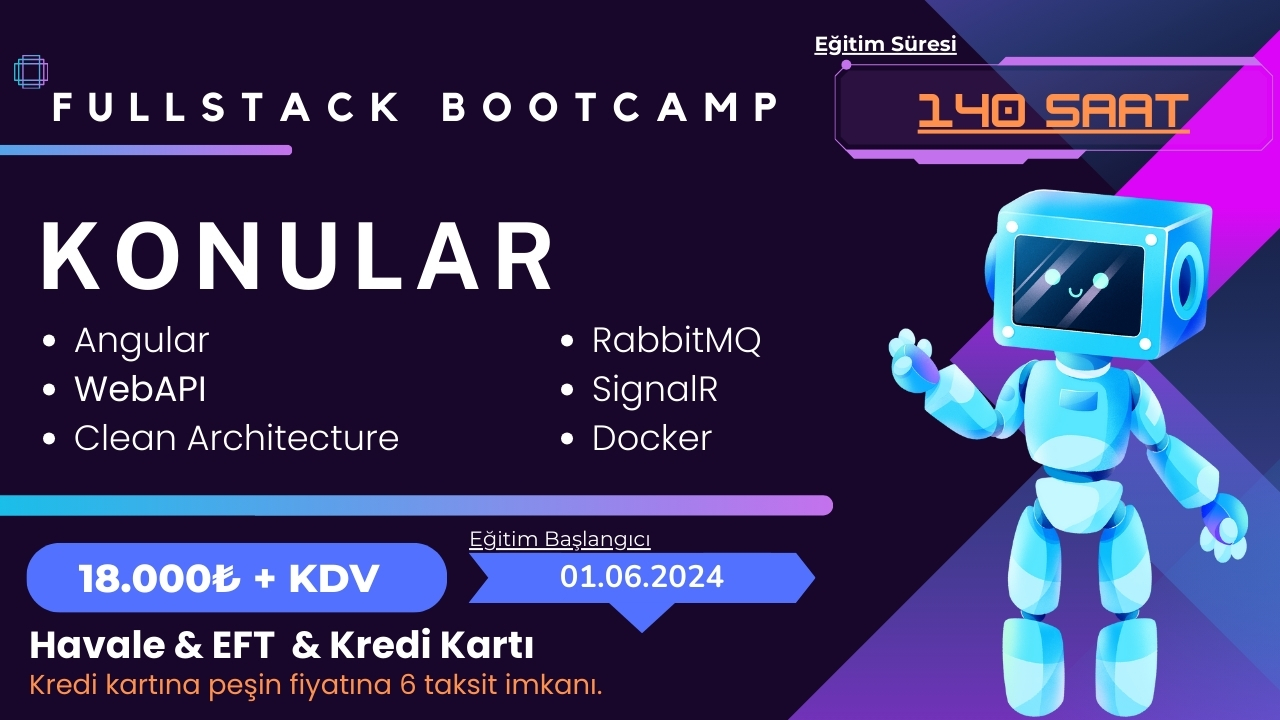 Eğitim Süresi
FULLSTACK BOOTCAMP
140 SAAT
KONULAR
Angular
WebAPI
Clean Architecture
RabbitMQ
SignalR
Docker
18.000₺ + KDV
Eğitim Başlangıcı
01.06.2024
Havale & EFT & Kredi Kartı
Kredi kartına peşin fiyatına 6 taksit imkanı.